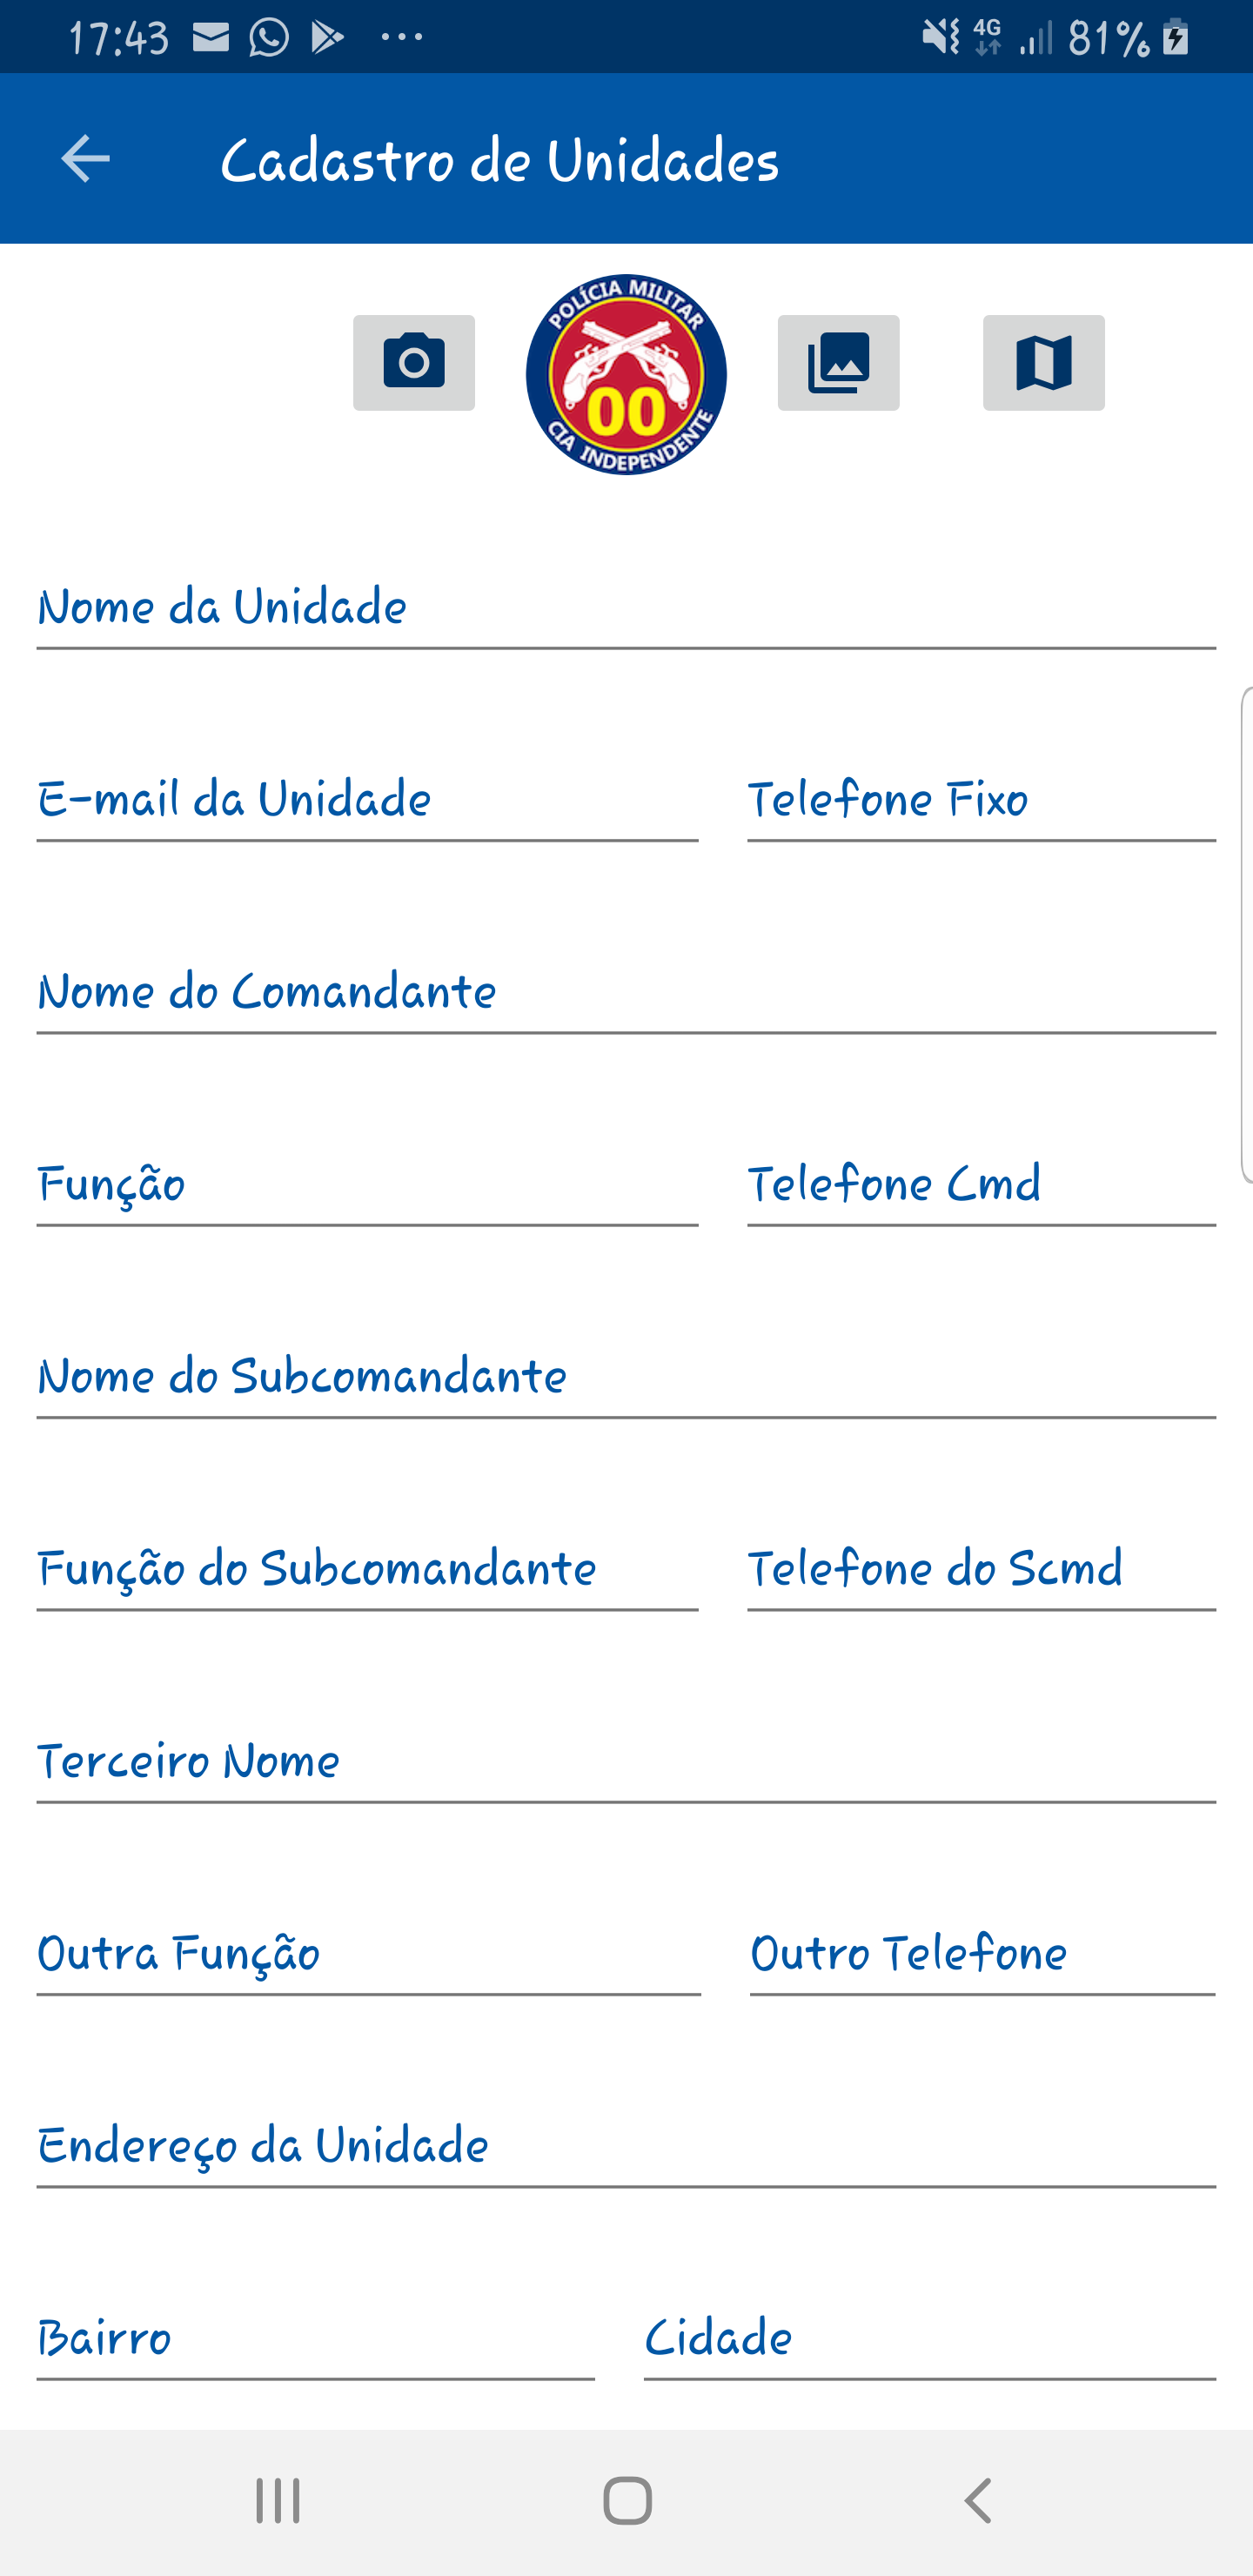 17:43 4G 81%
Cadastro de Unidades
POLÍCIA MILITAR
00
CIA INDEPENDENTE
Nome da Unidade
E-mail da Unidade Telefone Fixo
Nome do Comandante
Função Telefone Cmd
Nome do Subcomandante
Função do Subcomandante Telefone do Scmd
Terceiro Nome
Outra Função Outro Telefone
Endereço da Unidade
Bairro Cidade